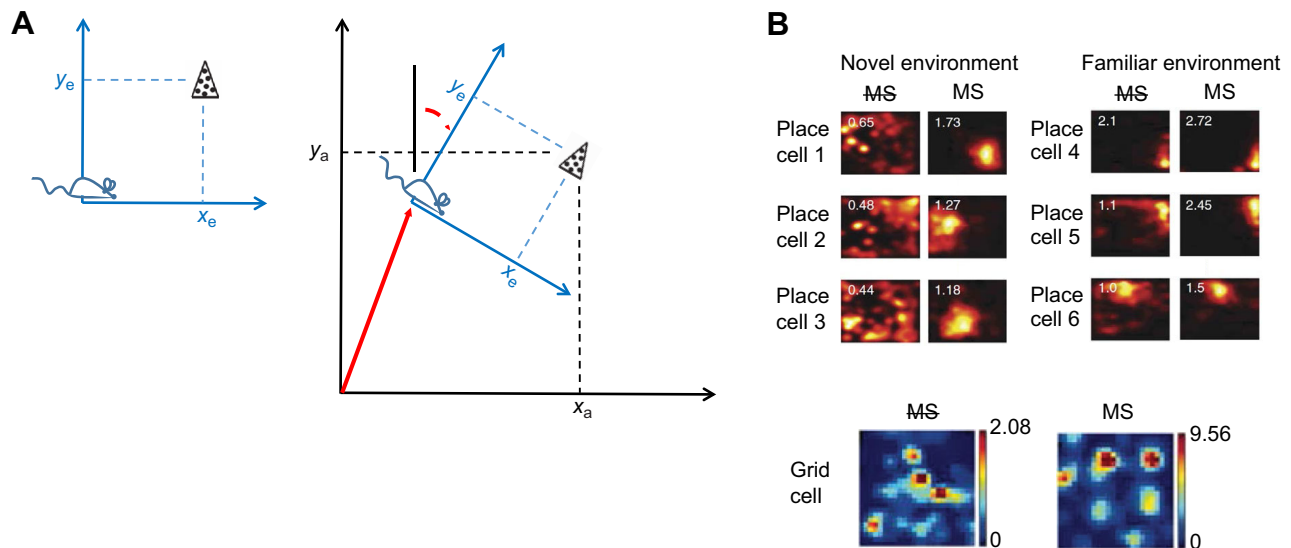 A
yₑ
xₑ
yₐ
yₑ
xₑ
xₐ
B
Novel environment
Familiar environment
M̶S̶ MS
M̶S̶ MS
Place
cell 1
0.65 1.73
Place
cell 4
2.1 2.72
Place
cell 2
0.48 1.27
Place
cell 5
1.1 2.45
Place
cell 3
0.44 1.18
Place
cell 6
1.0 1.5
M̶S̶ MS
Grid
cell
2.08
0
9.56
0